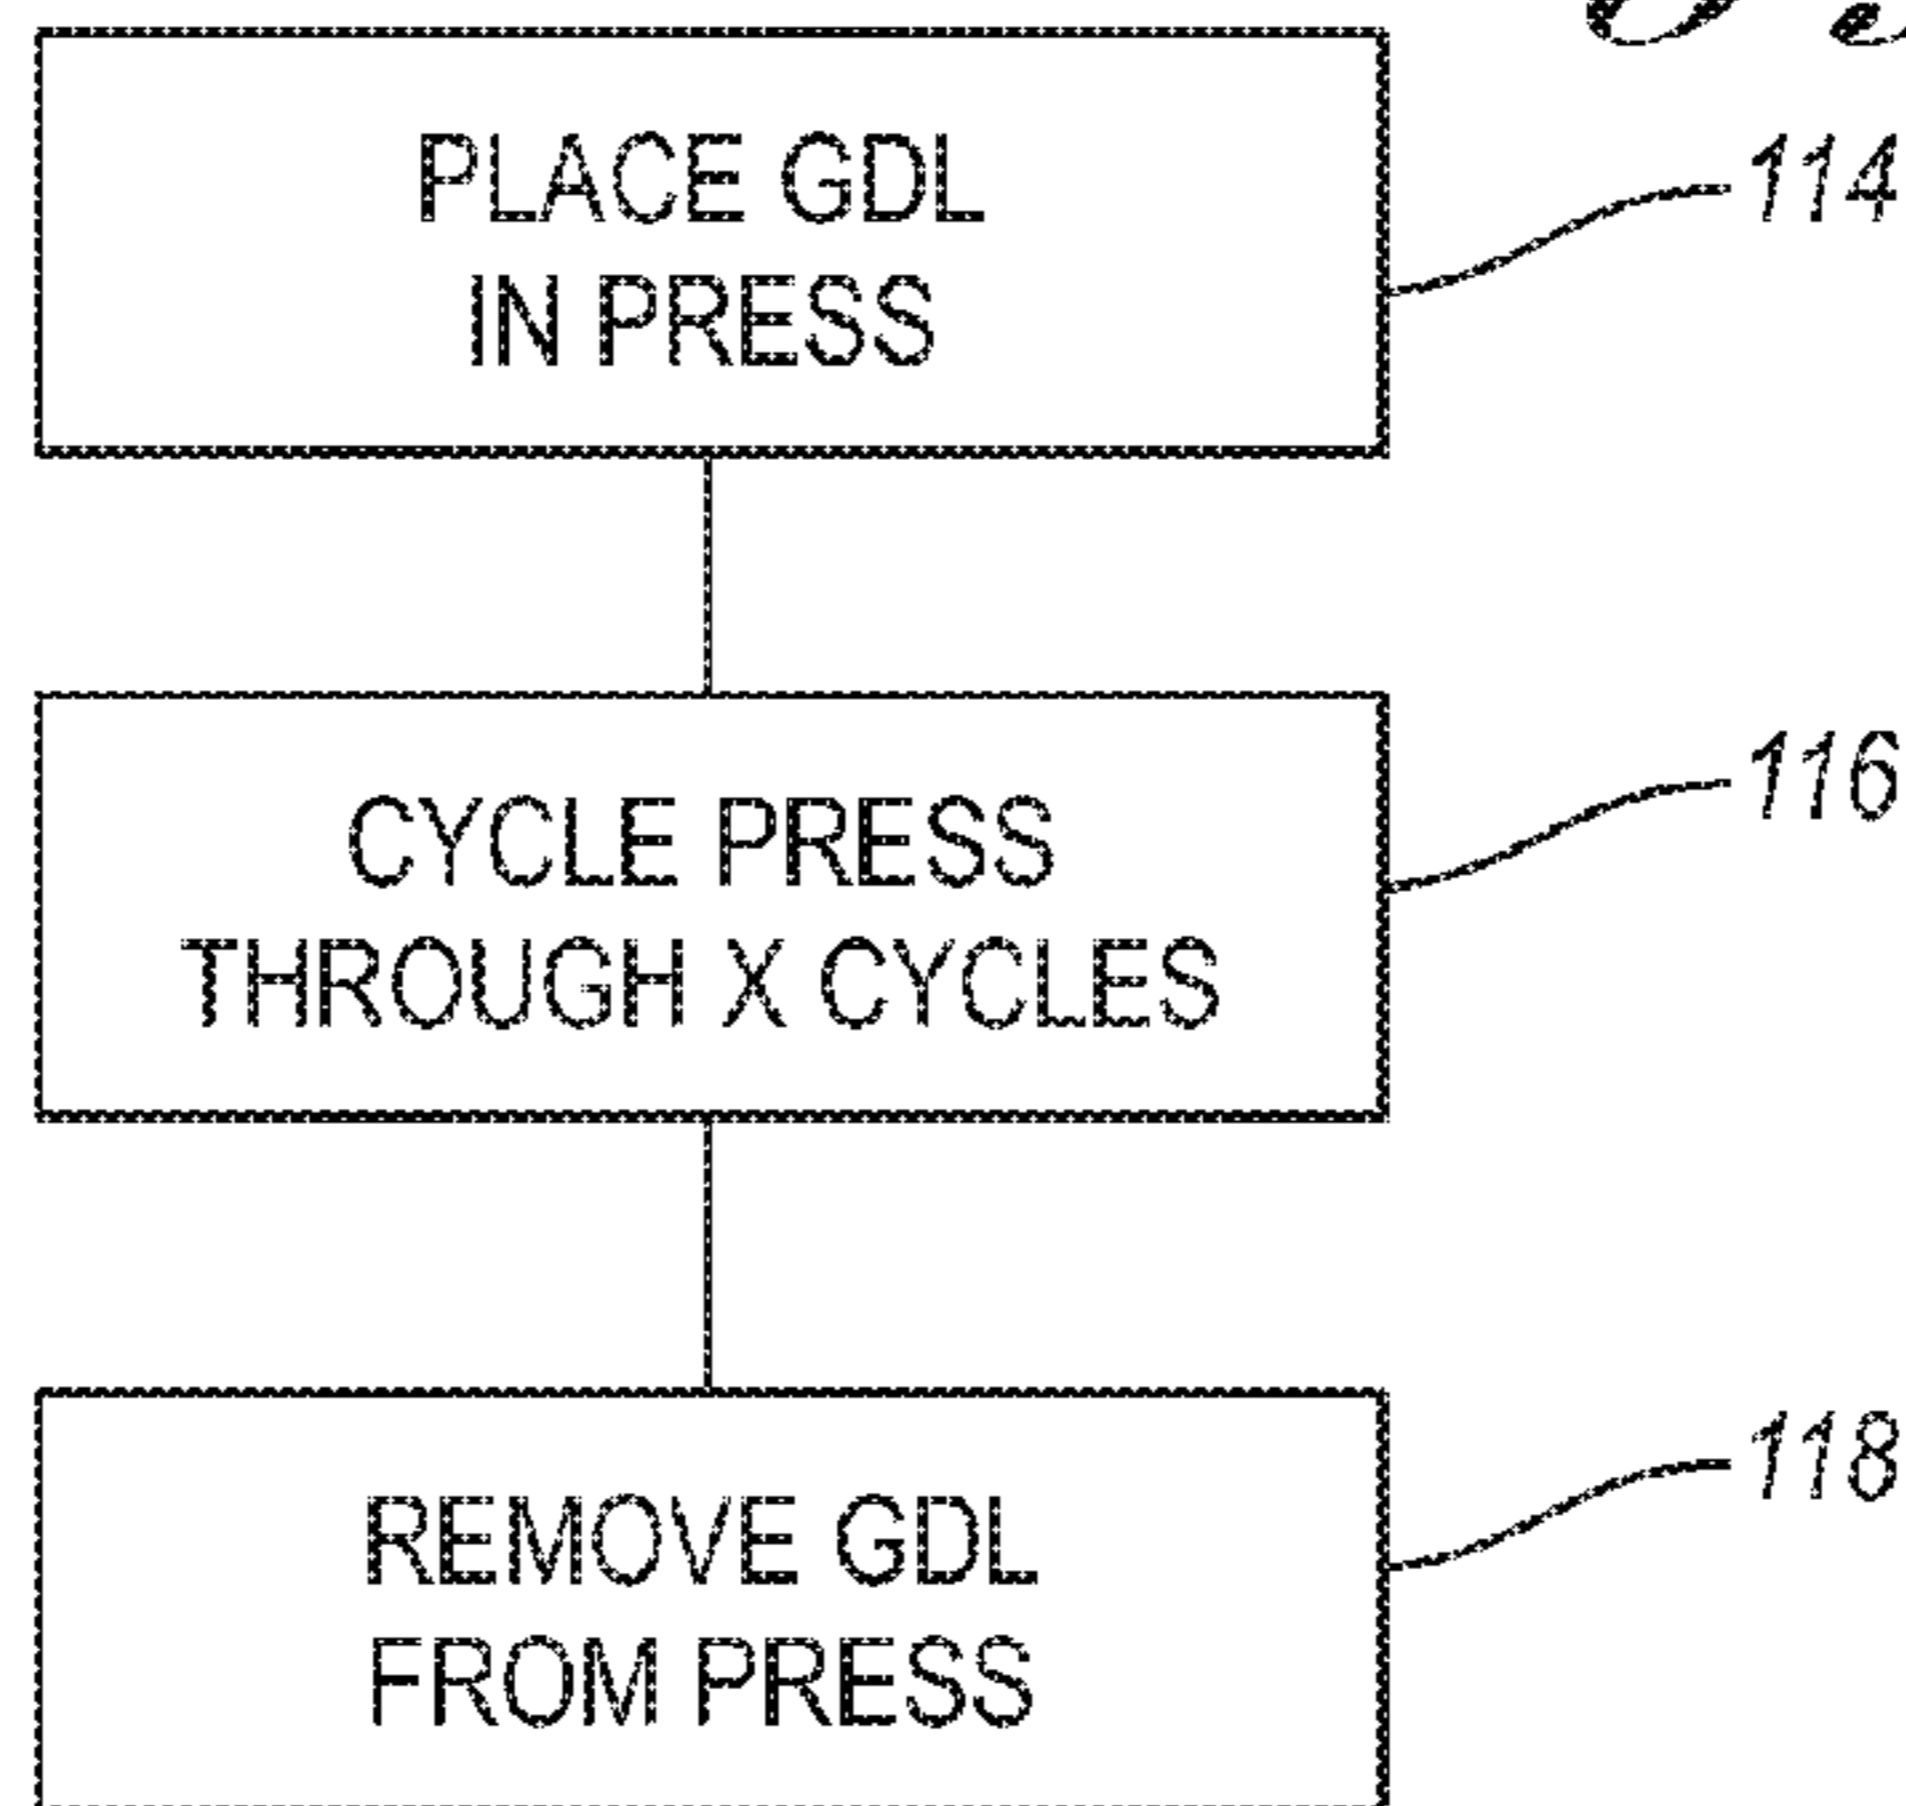 PLACE GDL
IN PRESS
114
CYCLE PRESS
THROUGH X CYCLES
116
REMOVE GDL
FROM PRESS
118